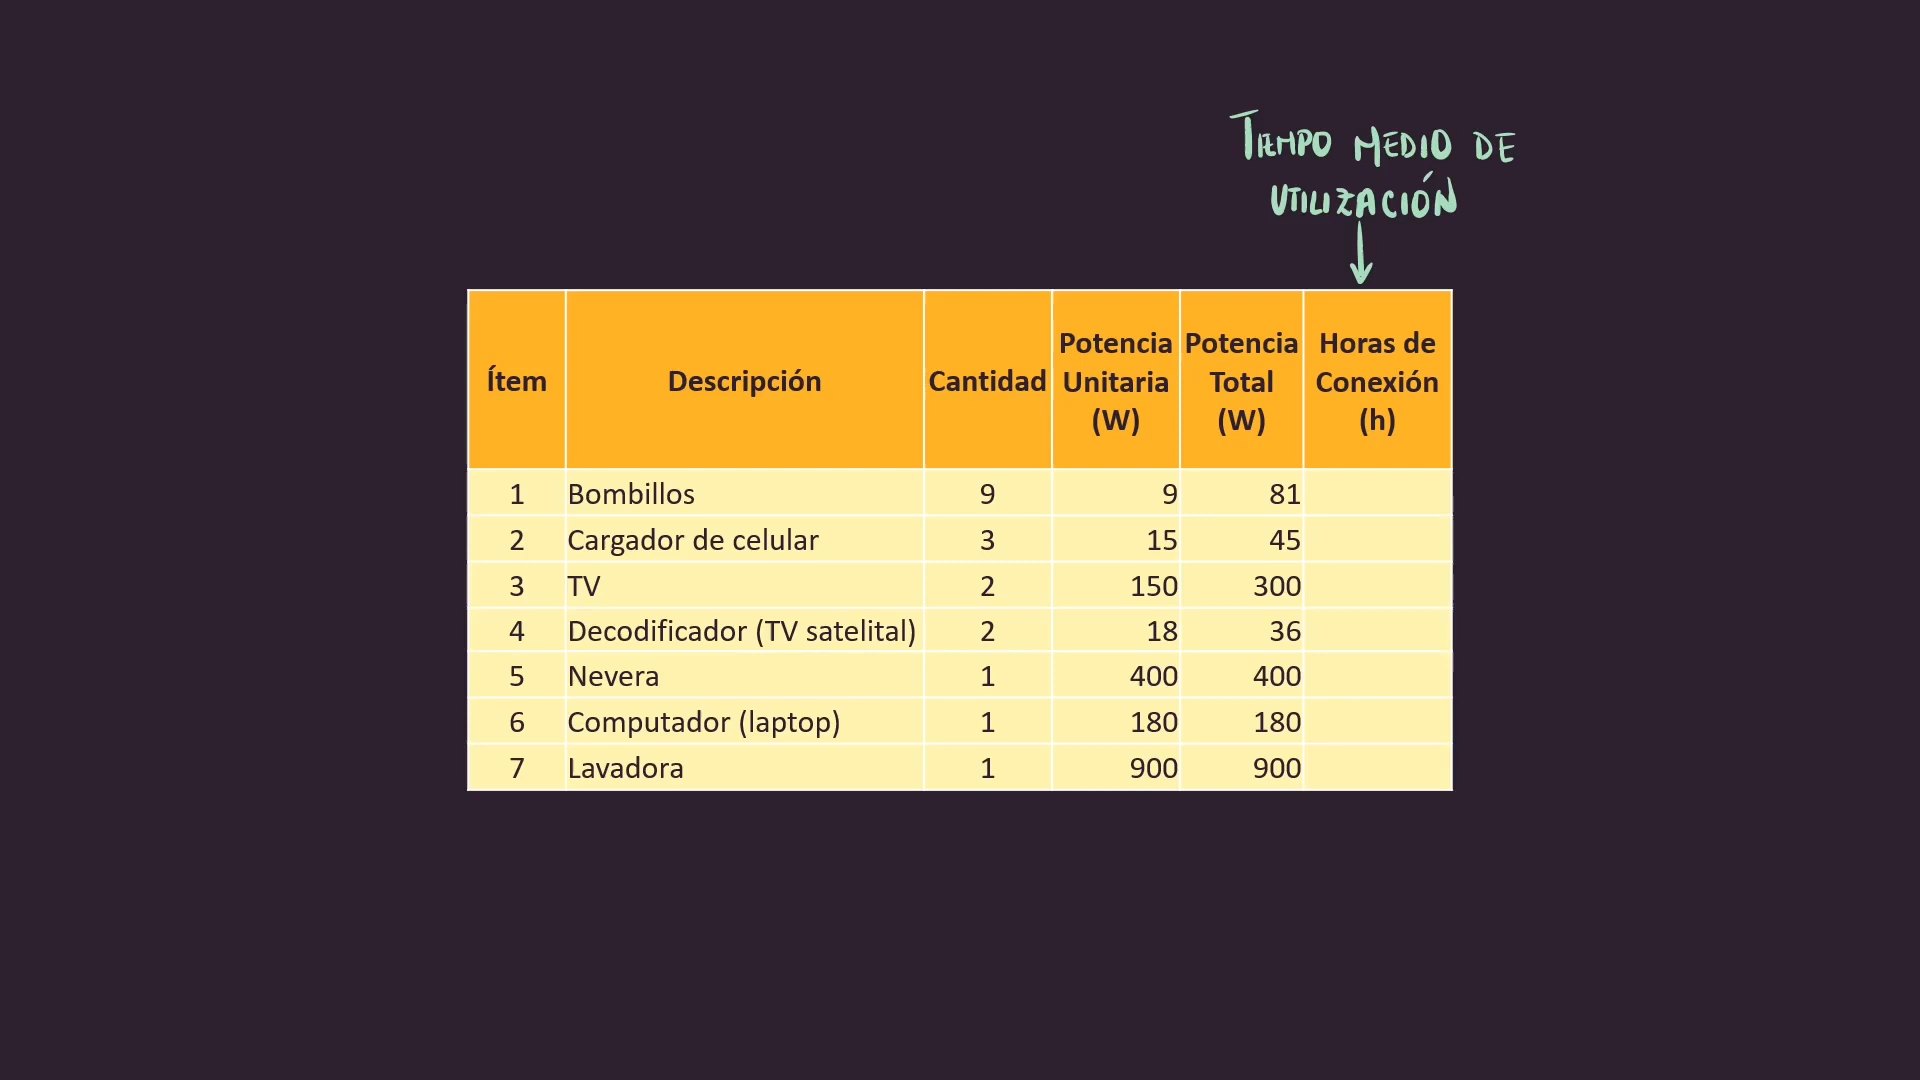 TIEMPO MEDIO DE
UTILIZACIÓN
Ítem Descripción Cantidad Potencia Unitaria (W) Potencia Total (W) Horas de Conexión (h)
1 Bombillos 9 9 81
2 Cargador de celular 3 15 45
3 TV 2 150 300
4 Decodificador (TV satelital) 2 18 36
5 Nevera 1 400 400
6 Computador (laptop) 1 180 180
7 Lavadora 1 900 900